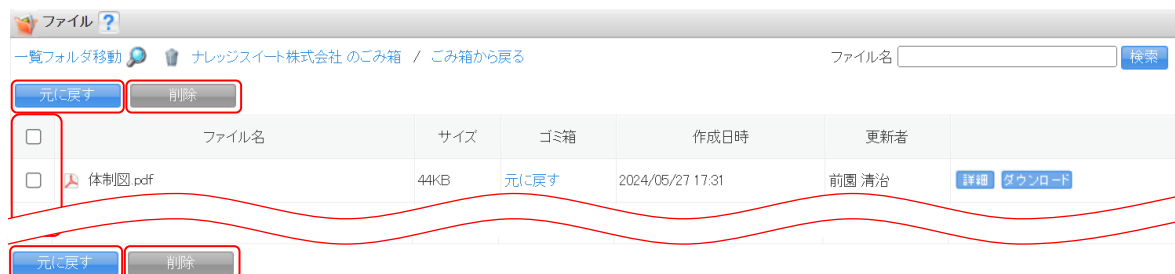 ファイル ?
一覧フォルダ移動 ナレッジスイート株式会社 のごみ箱 / ごみ箱から戻る ファイル名 検索
元に戻す 削除
ファイル名 サイズ ゴミ箱 作成日時 更新者
体制図.pdf 44KB 元に戻す 2024/05/27 17:31 前園 清治 詳細 ダウンロード
元に戻す 削除